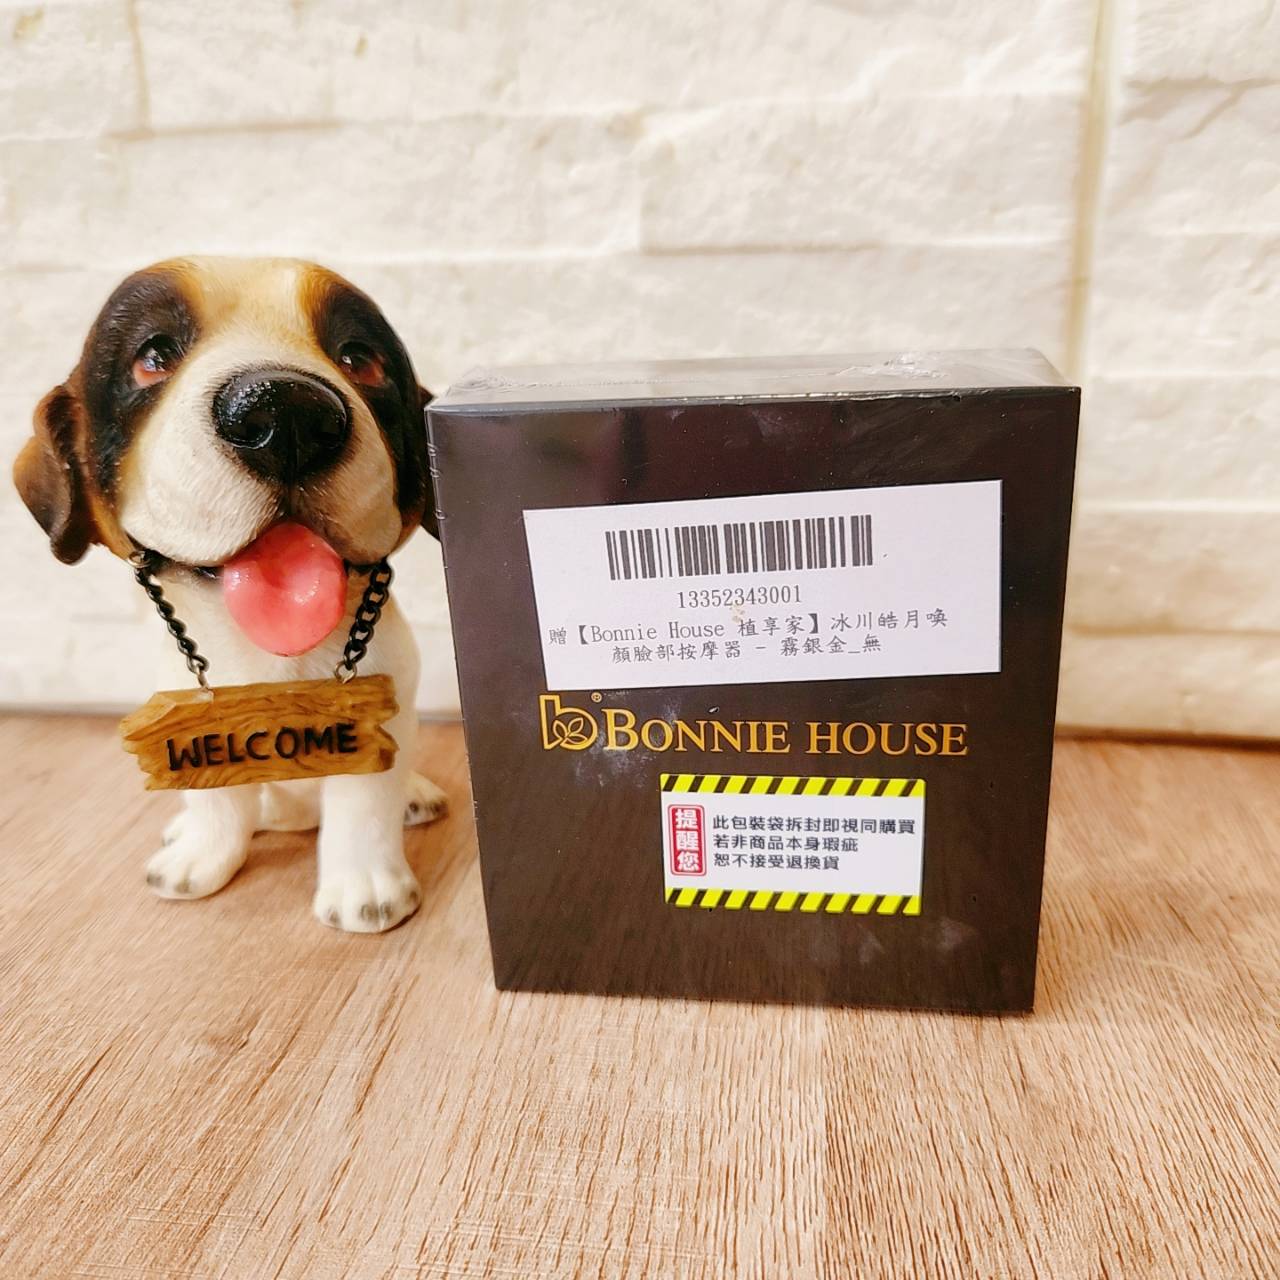 13352343001
贈【Bonnie House 植享家】冰川皓月喚
顏臉部按摩器 - 霧銀金_無
b® BONNIE HOUSE
WELCOME
提醒您
此包裝袋拆封即視同購買
若非商品本身瑕疵
恕不接受退換貨